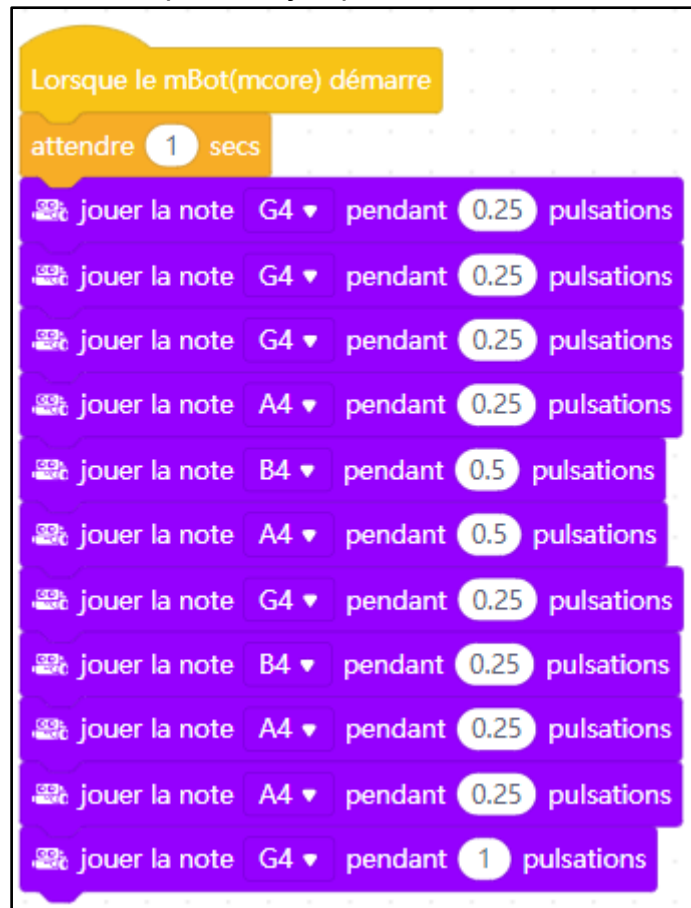 Lorsque le mBot(mcore) démarre
attendre 1 secs
jouer la note G4 pendant 0.25 pulsations
jouer la note G4 pendant 0.25 pulsations
jouer la note G4 pendant 0.25 pulsations
jouer la note A4 pendant 0.25 pulsations
jouer la note B4 pendant 0.5 pulsations
jouer la note A4 pendant 0.5 pulsations
jouer la note G4 pendant 0.25 pulsations
jouer la note B4 pendant 0.25 pulsations
jouer la note A4 pendant 0.25 pulsations
jouer la note A4 pendant 0.25 pulsations
jouer la note G4 pendant 1 pulsations